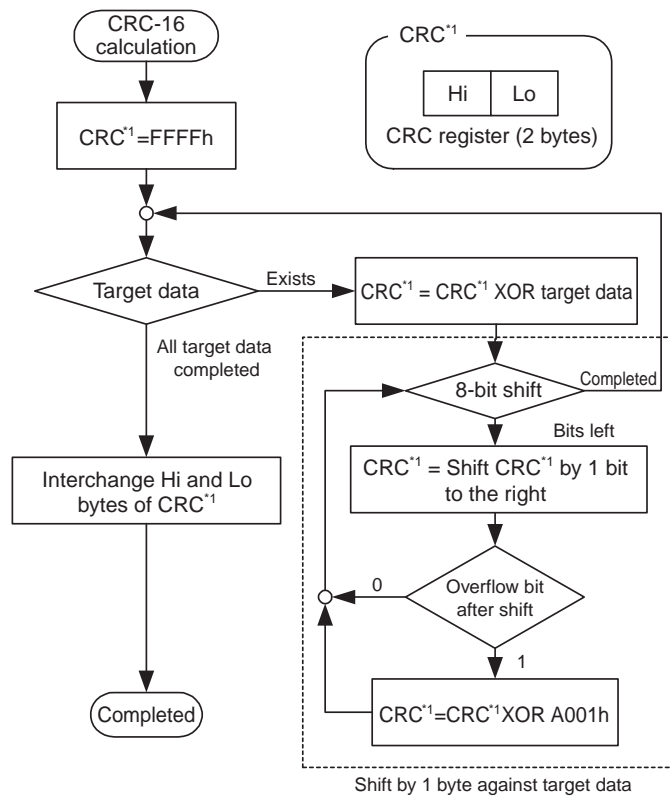 CRC-16
calculation
CRC*1
Hi Lo
CRC register (2 bytes)
CRC*1=FFFFh
Target data
Exists
CRC*1 = CRC*1 XOR target data
All target data
completed
8-bit shift
Completed
Bits left
Interchange Hi and Lo
bytes of CRC*1
CRC*1 = Shift CRC*1 by 1 bit
to the right
Overflow bit
after shift
0
1
CRC*1=CRC*1XOR A001h
Completed
Shift by 1 byte against target data